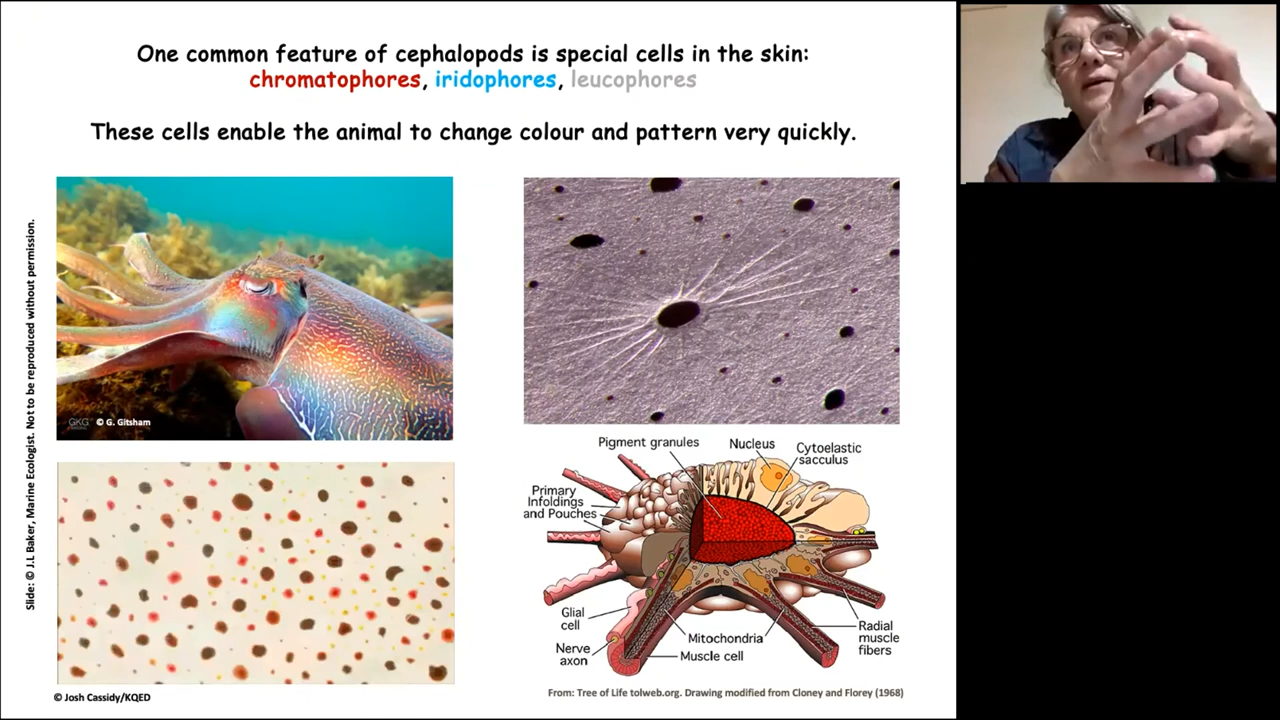 One common feature of cephalopods is special cells in the skin:
chromatophores, iridophores, leucophores
These cells enable the animal to change colour and pattern very quickly.
Slide: © J.L Baker, Marine Ecologist. Not to be reproduced without permission.
GKG
© G. Gitsham
© Josh Cassidy/KQED
Pigment granules
Nucleus
Cytoelastic
sacculus
Primary
Infoldings
and Pouches
Glial
cell
Nerve
axon
Mitochondria
Muscle cell
Radial
muscle
fibers
From: Tree of Life tolweb.org. Drawing modified from Cloney and Florey (1968)